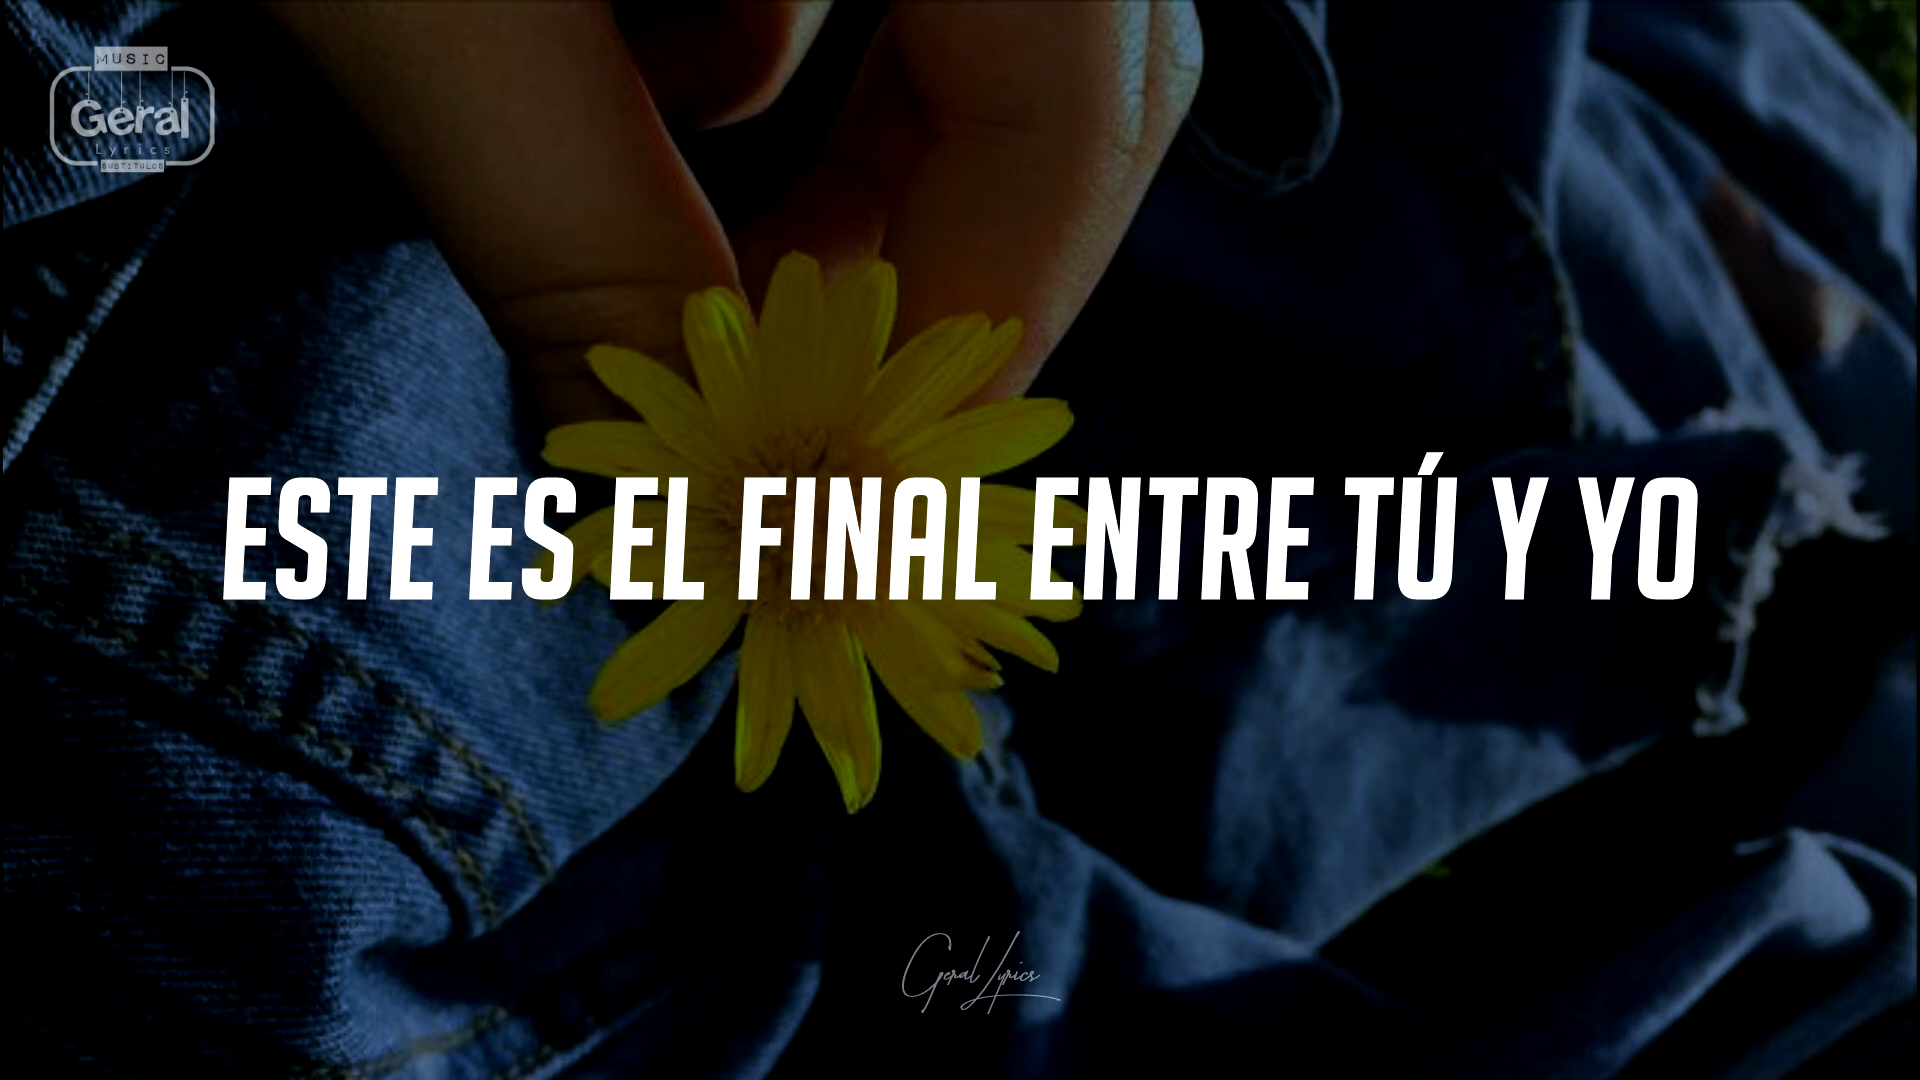 MUSIC
Geral
Lyrics
SUBTITULOS
ESTE ES EL FINAL ENTRE TÚ Y YO
Geral Lyrics